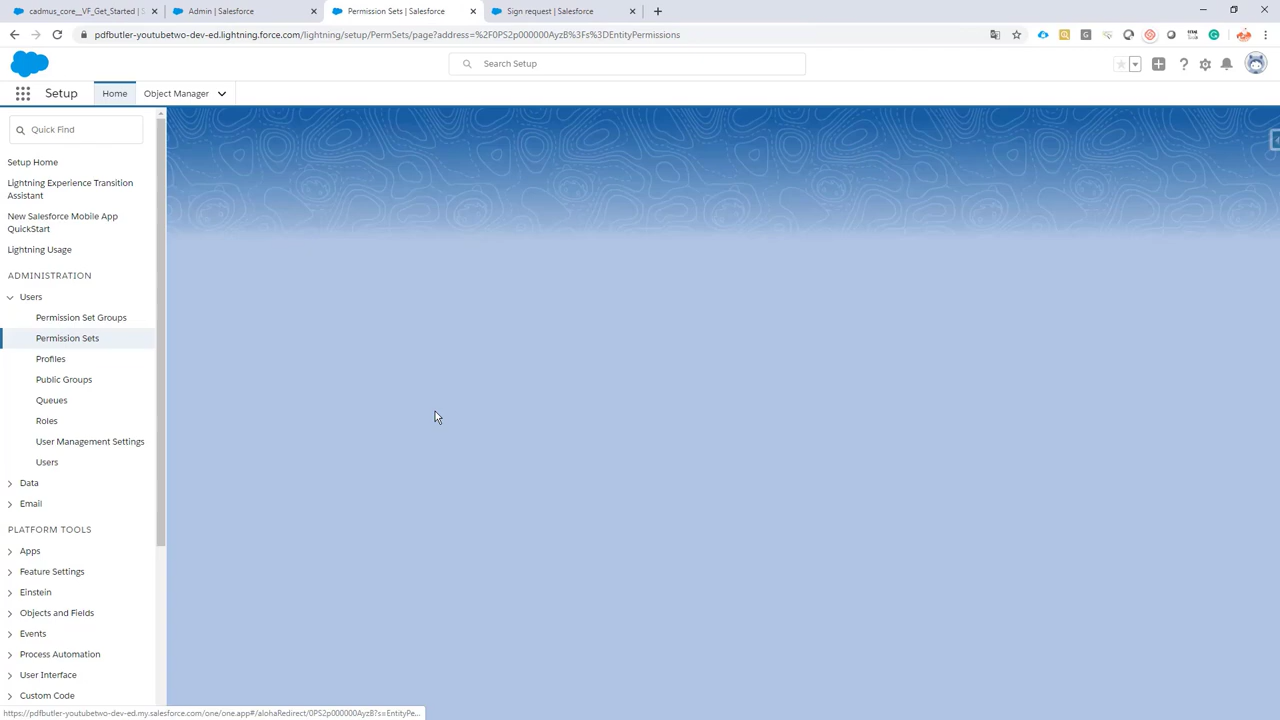 cadmus_core__VF_Get_Started | S
Admin | Salesforce
Permission Sets | Salesforce
Sign request | Salesforce
pdfbutler-youtubetwo-dev-ed.lightning.force.com/lightning/setup/PermSets/page?address=%2F0PS2p000000AyzB%3Fs%3DEntityPermissions
Search Setup
Setup
Home
Object Manager
Quick Find
Setup Home
Lightning Experience Transition
Assistant
New Salesforce Mobile App
QuickStart
Lightning Usage
ADMINISTRATION
Users
Permission Set Groups
Permission Sets
Profiles
Public Groups
Queues
Roles
User Management Settings
Users
Data
Email
PLATFORM TOOLS
Apps
Feature Settings
Einstein
Objects and Fields
Events
Process Automation
User Interface
Custom Code
https://pdfbutler-youtubetwo-dev-ed.my.salesforce.com/one/one.app#/alohaRedirect/0PS2p000000AyzB?s=EntityPe...